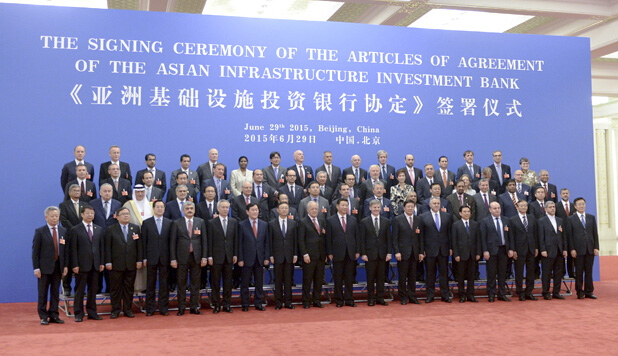 THE SIGNING CEREMONY OF THE ARTICLES OF AGREEMENT
OF THE ASIAN INFRASTRUCTURE INVESTMENT BANK
《亚洲基础设施投资银行协定》签署仪式
June 29th 2015, Beijing, China
2015年6月29日 中国·北京